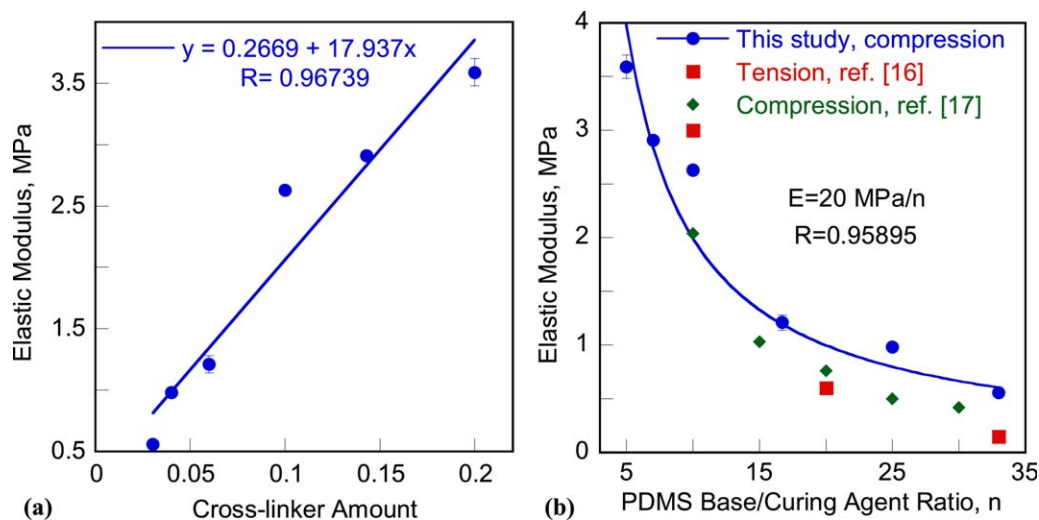 y = 0.2669 + 17.937x
R= 0.96739
3.5
2.5
1.5
0.5
Elastic Modulus, MPa
0
0.05
0.1
0.15
0.2
Cross-linker Amount
(a)
4
3
2
1
0
Elastic Modulus, MPa
This study, compression
Tension, ref. [16]
Compression, ref. [17]
E=20 MPa/n
R=0.95895
5
15
25
35
PDMS Base/Curing Agent Ratio, n
(b)